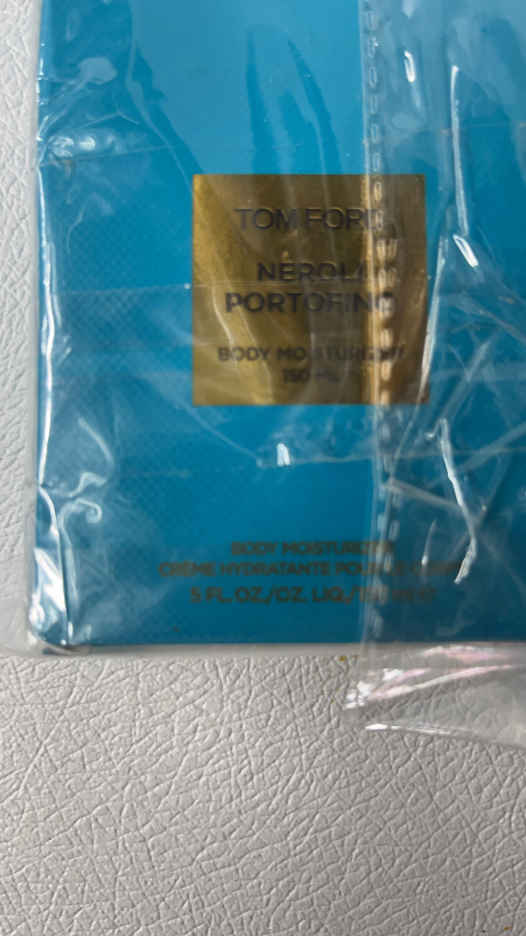 TOM FORD
NEROLI
PORTOFINO
BODY MOISTURIZER
150 ML
BODY MOISTURIZER
CRÈME HYDRATANTE POUR LE CORPS
5 FL. OZ./OZ. LIQ./150 ML